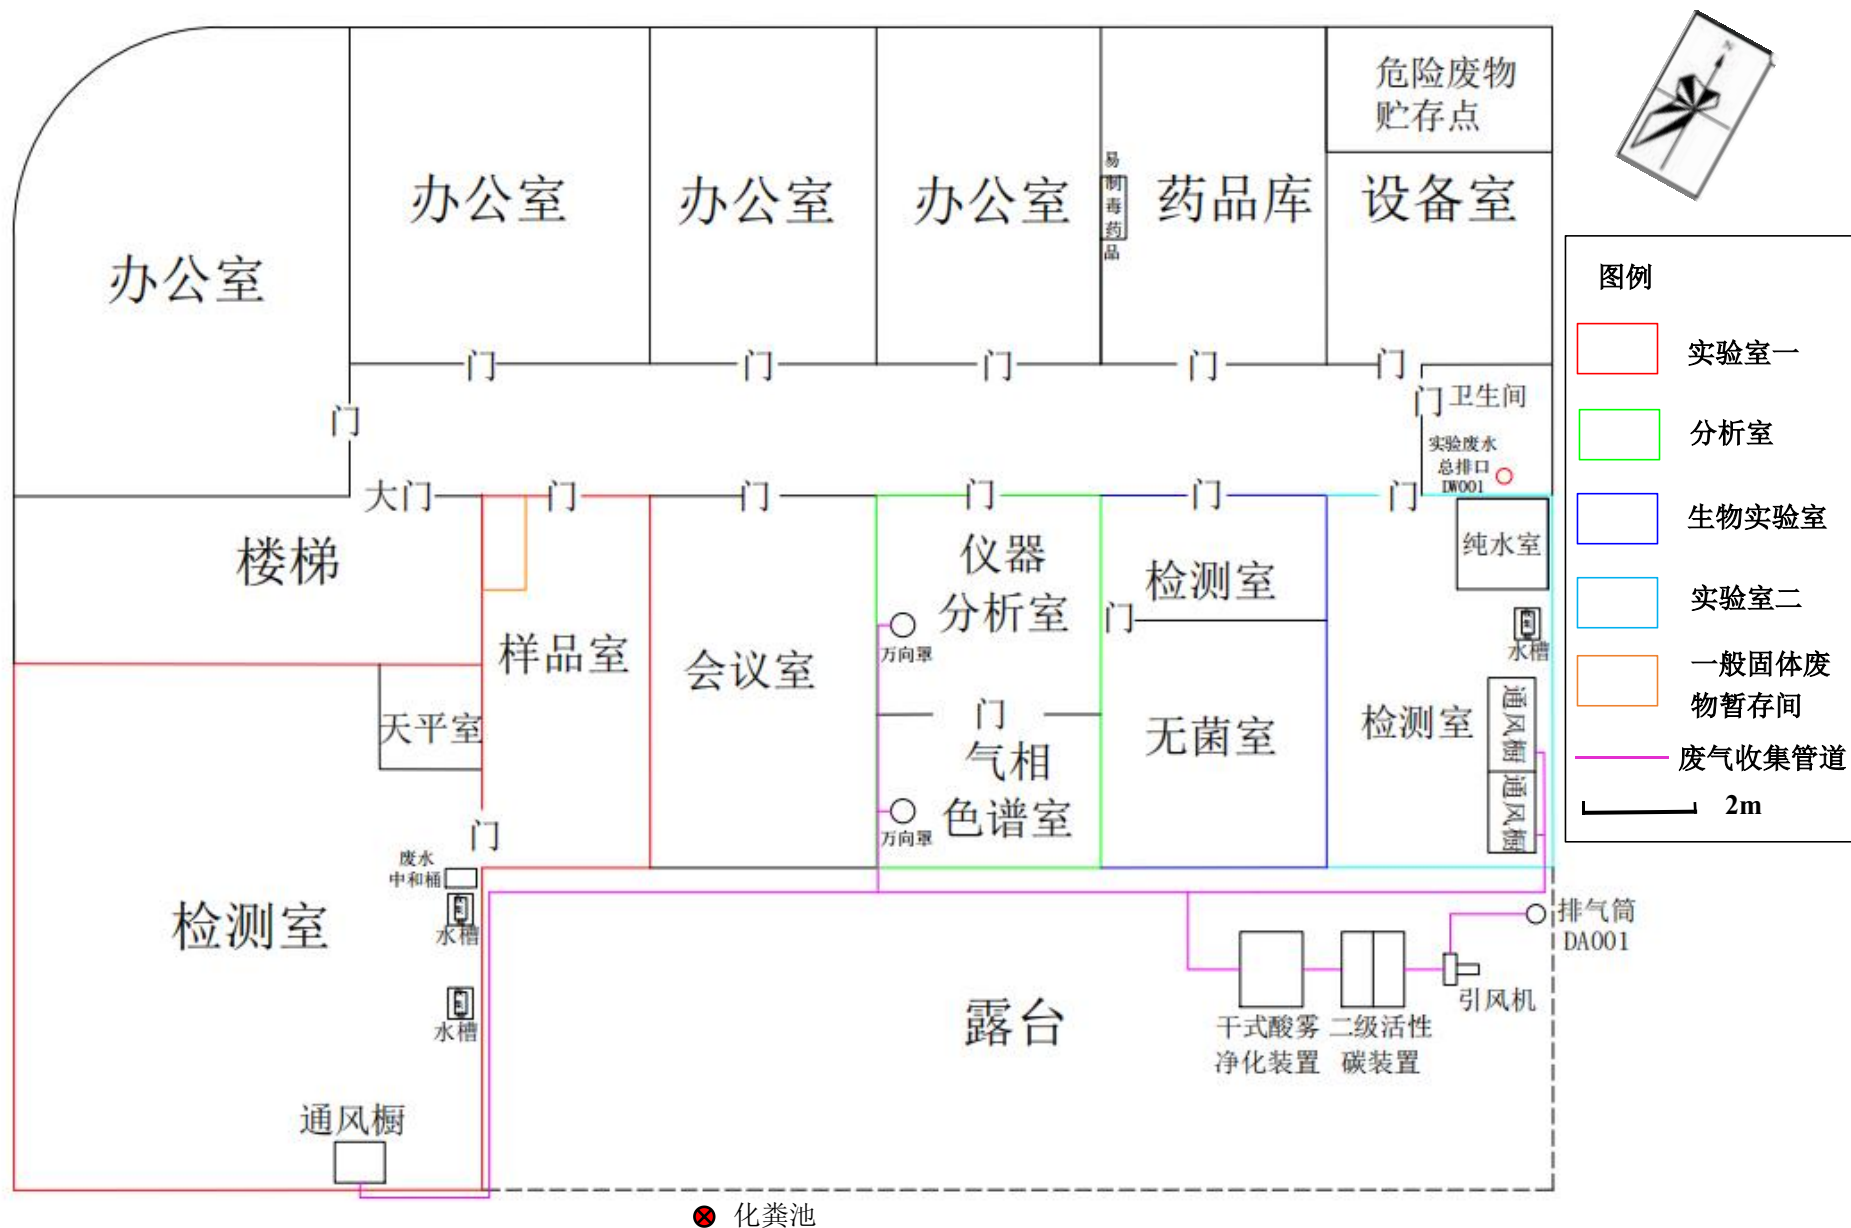 危险废物
贮存点
N
办公室
办公室
办公室
办公室
易
制
毒
药
品
药品库
设备室
图例
实验室一
分析室
生物实验室
实验室二
一般固体废
物暂存间
废气收集管道
2m
门
门
门
门
门
门
门
卫生间
实验废水
总排口
DW001
大门
门
门
门
门
门
楼梯
样品室
会议室
仪器
分析室
万向罩
门
气相
色谱室
万向罩
检测室
门
无菌室
纯水室
水槽
检测室
通风橱
通风橱
天平室
门
废水
中和桶
水槽
检测室
水槽
通风橱
露台
排气筒
DA001
引风机
干式酸雾
净化装置
二级活性
碳装置
化粪池